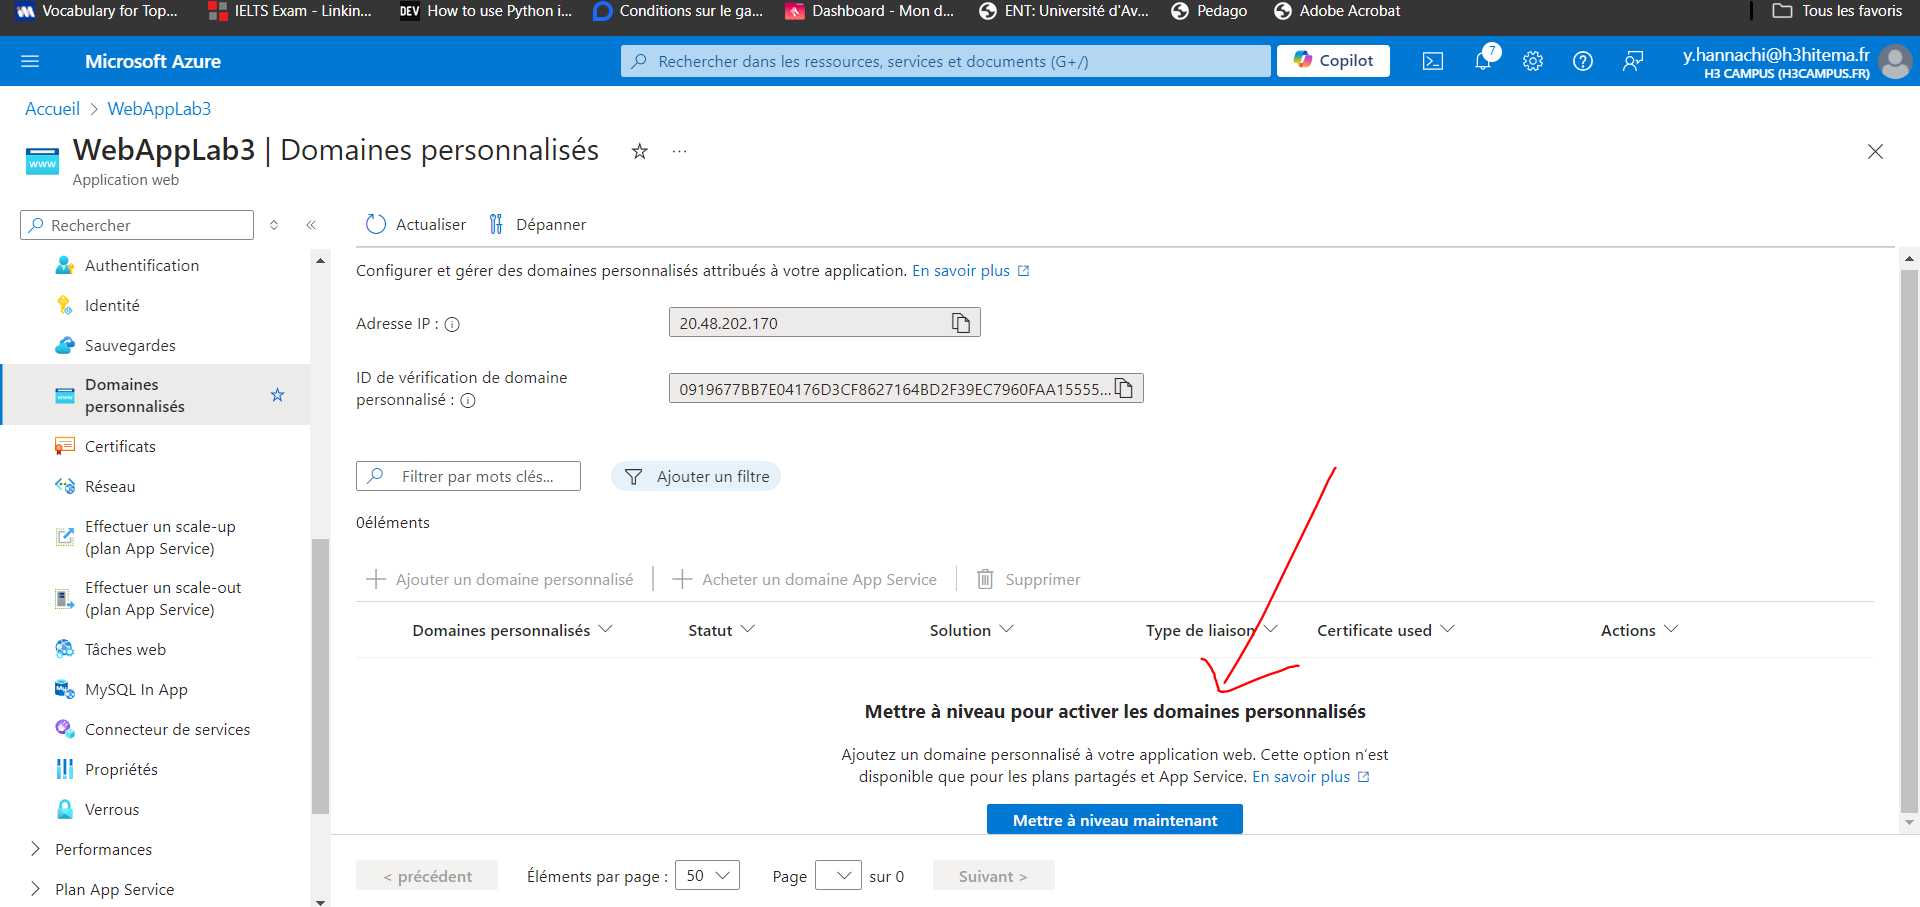 Vocabulary for Top... IELTS Exam - Linkin... DEV How to use Python i... Conditions sur le ga... Dashboard - Mon d... ENT: Université d'Av... Pedago Adobe Acrobat Tous les favoris
Microsoft Azure
Rechercher dans les ressources, services et documents (G+/)
Copilot
7
y.hannachi@h3hitema.fr
H3 CAMPUS (H3CAMPUS.FR)
Accueil > WebAppLab3
www
WebAppLab3 | Domaines personnalisés
Application web
Rechercher
Authentification
Identité
Sauvegardes
www
Domaines
personnalisés
Certificats
Réseau
Effectuer un scale-up
(plan App Service)
Effectuer un scale-out
(plan App Service)
Tâches web
MySQL In App
Connecteur de services
Propriétés
Verrous
Performances
Plan App Service
Actualiser
Dépanner
Configurer et gérer des domaines personnalisés attribués à votre application. En savoir plus
Adresse IP :
20.48.202.170
ID de vérification de domaine
personnalisé :
0919677BB7E04176D3CF8627164BD2F39EC7960FAA15555...
Filtrer par mots clés...
Ajouter un filtre
0éléments
Ajouter un domaine personnalisé
Acheter un domaine App Service
Supprimer
Domaines personnalisés Statut Solution Type de liaison Certificate used Actions
Mettre à niveau pour activer les domaines personnalisés
Ajoutez un domaine personnalisé à votre application web. Cette option n'est
disponible que pour les plans partagés et App Service. En savoir plus
Mettre à niveau maintenant
< précédent
Éléments par page : 50
Page sur 0
Suivant >